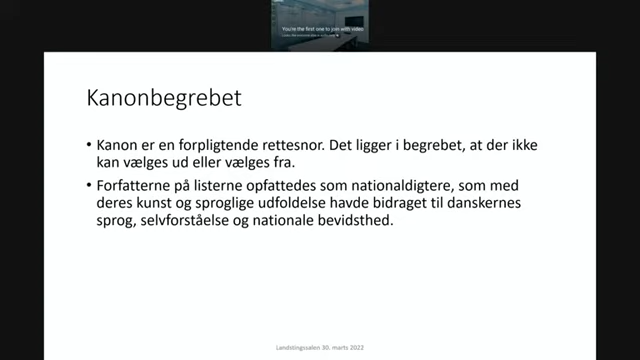 You're the first one to join with video
Kanonbegrebet
• Kanon er en forpligtende rettesnor. Det ligger i begrebet, at der ikke
kan vælges ud eller vælges fra.
• Forfatterne på listerne opfattedes som nationaldigtere, som med
deres kunst og sproglige udfoldelse havde bidraget til danskernes
sprog, selvforståelse og nationale bevidsthed.
Landstingssalen 30. marts 2022